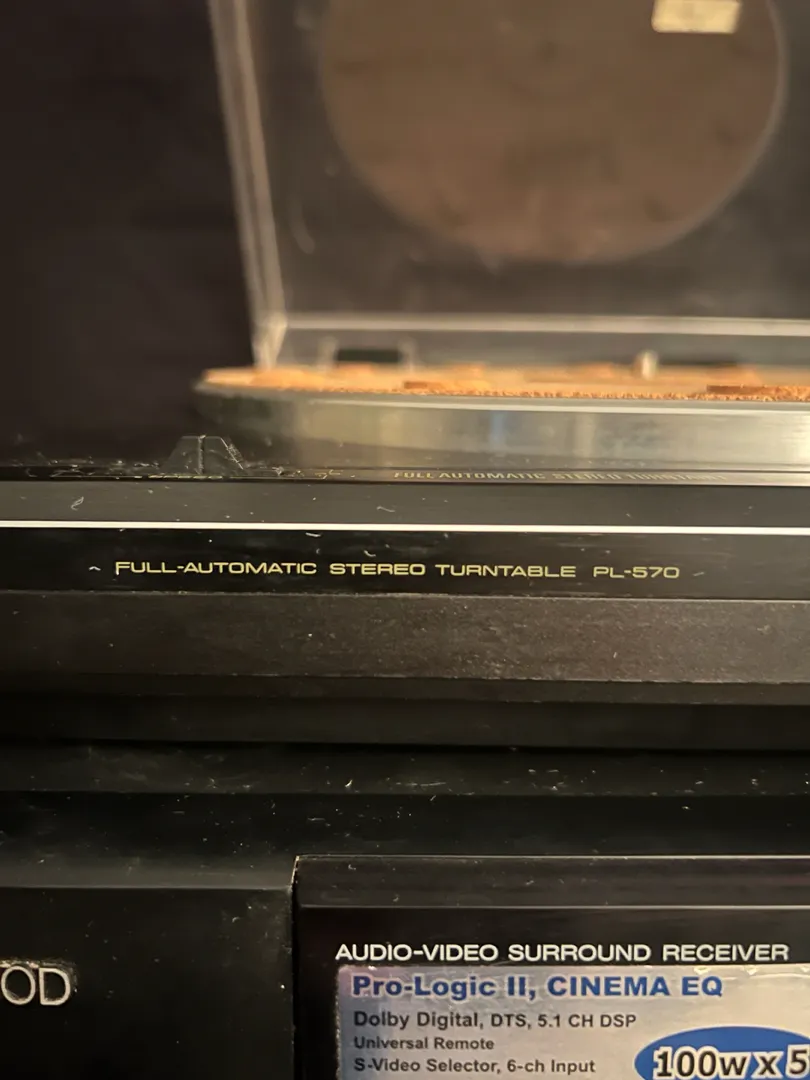 FULL AUTOMATIC STEREO TURNTABLE
FULL-AUTOMATIC STEREO TURNTABLE PL-570
OOD
AUDIO-VIDEO SURROUND RECEIVER
Pro-Logic II, CINEMA EQ
Dolby Digital, DTS, 5.1 CH DSP
Universal Remote
S-Video Selector, 6-ch Input
100w x 5